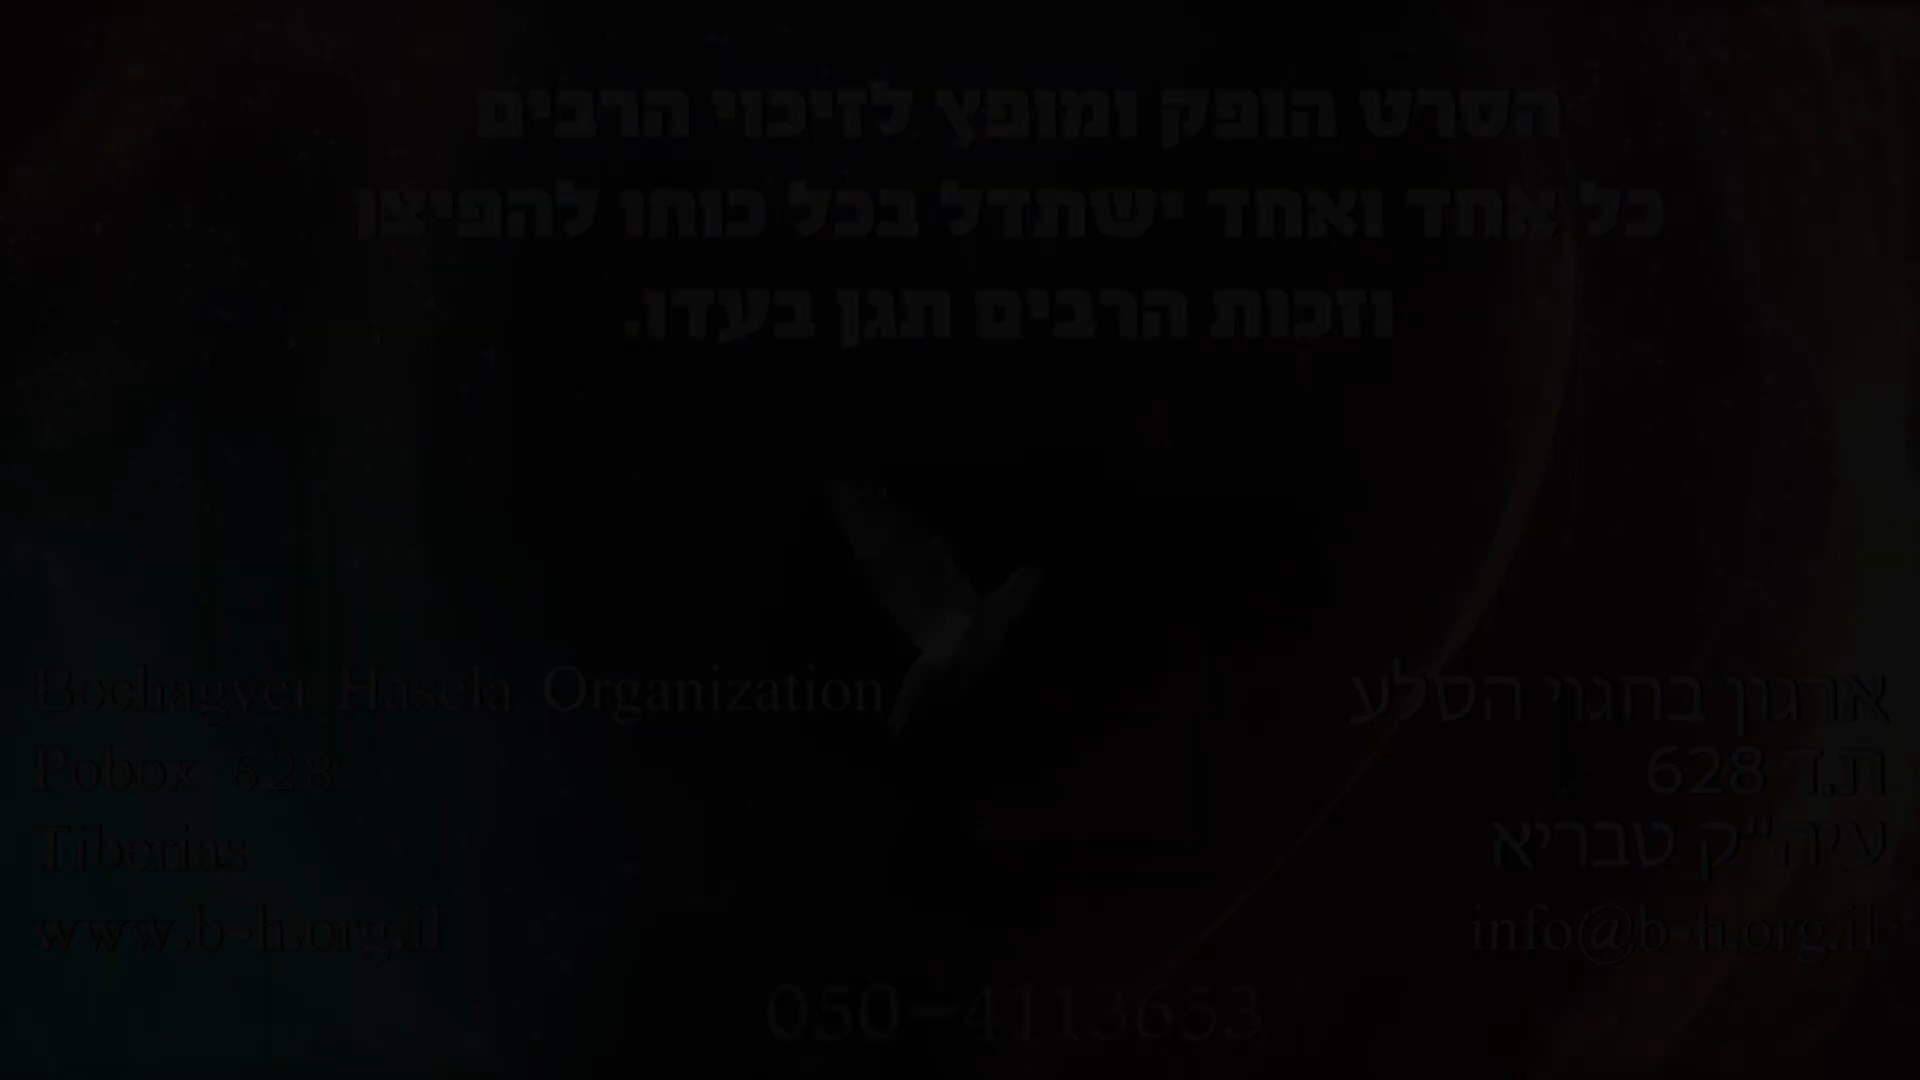 הסרט הופק ומופץ לזיכוי הרבים
כל אחד ואחד ישתדל בכל כוחו להפיצו
וזכות הרבים תגן בעדו.
Bechagvei Hasela Organization
Pobox 628
Tiberias
www.b-h.org.il
ארגון בחגוי הסלע
ת.ד 628
עיה"ק טבריא
info@b-h.org.il
050-4113653